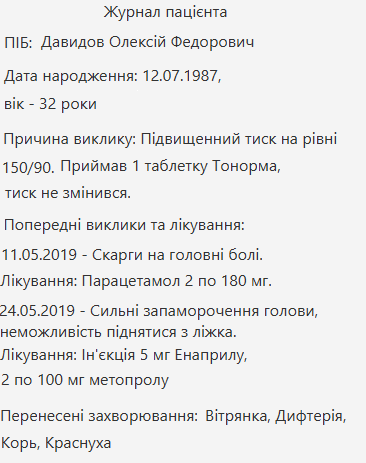 Журнал пацієнта
ПІБ: Давидов Олексій Федорович
Дата народження: 12.07.1987,
вік - 32 роки
Причина виклику: Підвищенний тиск на рівні
150/90. Приймав 1 таблетку Тонорма,
тиск не змінився.
Попередні виклики та лікування:
11.05.2019 - Скарги на головні болі.
Лікування: Парацетамол 2 по 180 мг.
24.05.2019 - Сильні запаморочення голови,
неможливість піднятися з ліжка.
Лікування: Ін'єкція 5 мг Енаприлу,
2 по 100 мг метопролу
Перенесені захворювання: Вітрянка, Дифтерія,
Корь, Краснуха